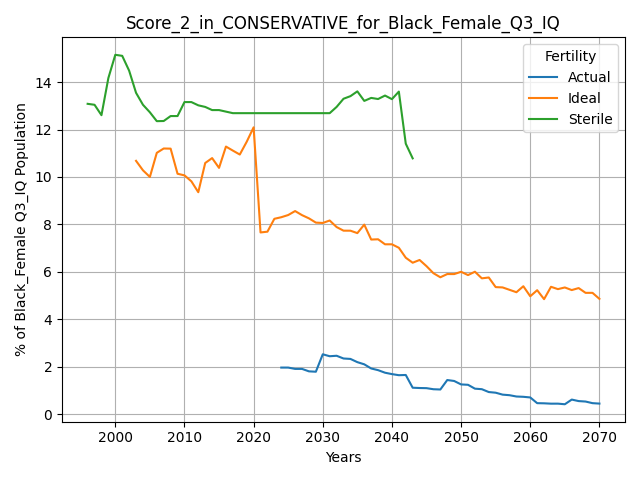 Score_2_in_CONSERVATIVE_for_Black_Female_Q3_IQ
Fertility
Actual
Ideal
Sterile
% of Black_Female Q3_IQ Population
14
12
10
8
6
4
2
0
2000 2010 2020 2030 2040 2050 2060 2070
Years